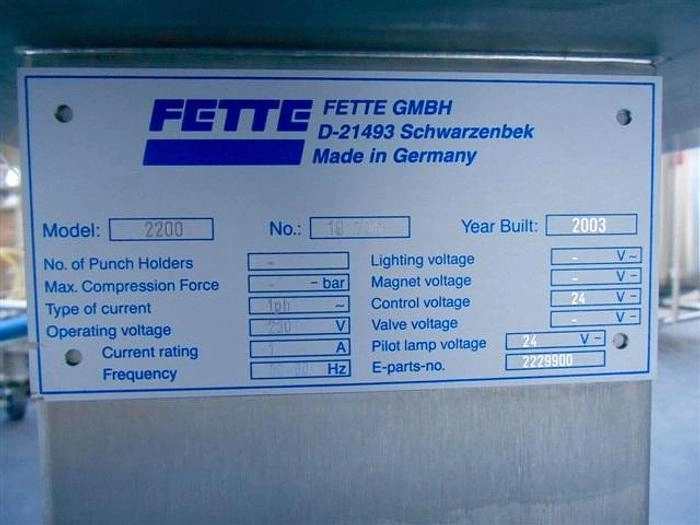 FETTE
FETTE GMBH
D-21493 Schwarzenbek
Made in Germany
Model: 2200 No.: Year Built: 2003
No. of Punch Holders -
Max. Compression Force - - bar
Type of current 1ph ~
Operating voltage 230 V
Current rating 1 A
Frequency Hz
Lighting voltage - V~
Magnet voltage - V-
Control voltage 24 V-
Valve voltage - V-
Pilot lamp voltage 24 V-
E-parts-no. 2229900